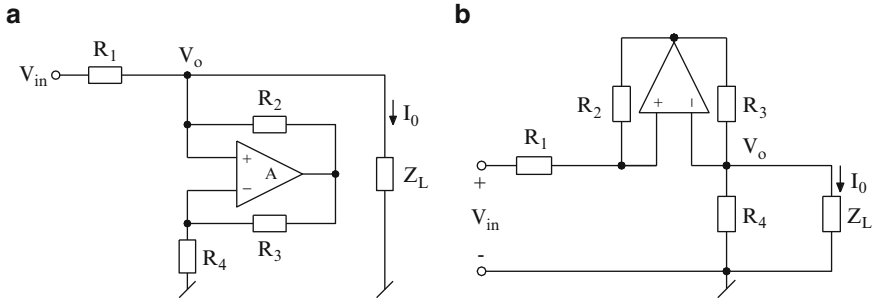 a
R1
Vin
Vo
R2
I0
+
A
−
ZL
R3
R4
b
R2
+
−
R3
R1
Vo
I0
+
Vin
R4
ZL
-